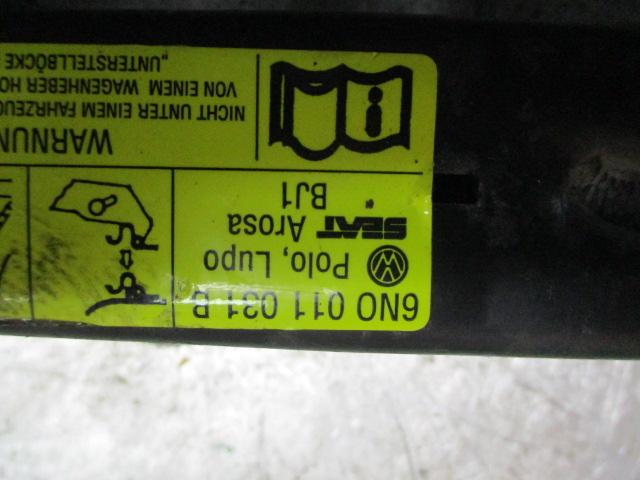 6N0 011 031 B
Polo, Lupo
SEAT Arosa
BJ1
WARNUN
NICHT UNTER EINEM FAHRZEUG
VON EINEM WAGENHEBER HO
„UNTERSTELLBÖCKE